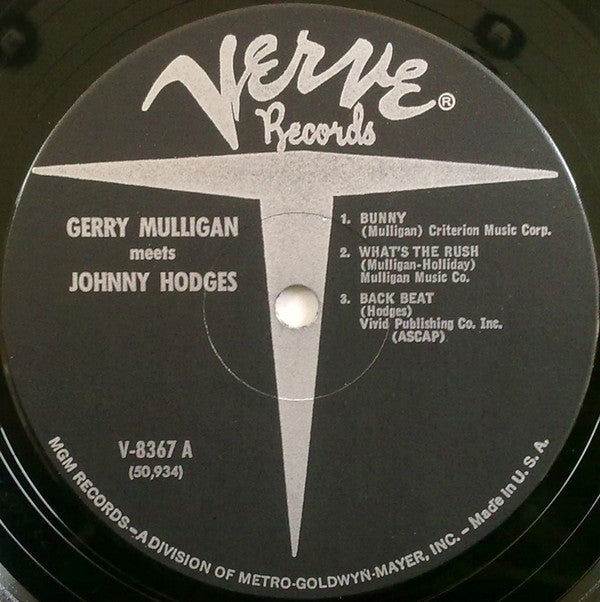 VERVE®
Records
GERRY MULLIGAN
meets
JOHNNY HODGES
1. BUNNY
(Mulligan) Criterion Music Corp.
2. WHAT'S THE RUSH
(Mulligan-Holliday)
Mulligan Music Co.
3. BACK BEAT
(Hodges)
Vivid Publishing Co. Inc.
(ASCAP)
V-8367 A
(50,934)
MGM RECORDS—A DIVISION OF METRO-GOLDWYN-MAYER, INC. — Made in U.S.A.